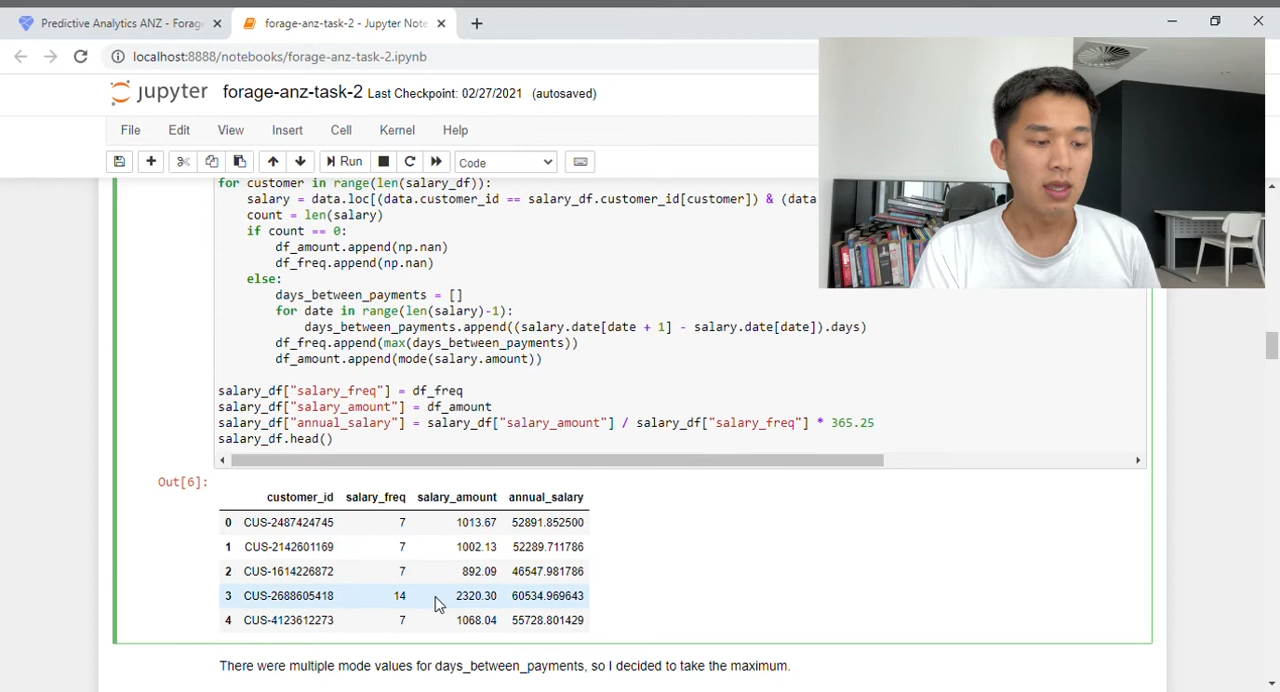 Predictive Analytics ANZ - Forag
forage-anz-task-2 - Jupyter Note
localhost:8888/notebooks/forage-anz-task-2.ipynb
jupyter forage-anz-task-2 Last Checkpoint: 02/27/2021 (autosaved)
File Edit View Insert Cell Kernel Help
Run Code
for customer in range(len(salary_df)):
salary = data.loc[(data.customer_id == salary_df.customer_id[customer]) & (data
count = len(salary)
if count == 0:
df_amount.append(np.nan)
df_freq.append(np.nan)
else:
days_between_payments = []
for date in range(len(salary)-1):
days_between_payments.append((salary.date[date + 1] - salary.date[date]).days)
df_freq.append(max(days_between_payments))
df_amount.append(mode(salary.amount))
salary_df["salary_freq"] = df_freq
salary_df["salary_amount"] = df_amount
salary_df["annual_salary"] = salary_df["salary_amount"] / salary_df["salary_freq"] * 365.25
salary_df.head()
Out[6]:
customer_id salary_freq salary_amount annual_salary
0 CUS-2487424745 7 1013.67 52891.852500
1 CUS-2142601169 7 1002.13 52289.711786
2 CUS-1614226872 7 892.09 46547.981786
3 CUS-2688605418 14 2320.30 60534.969643
4 CUS-4123612273 7 1068.04 55728.801429
There were multiple mode values for days_between_payments, so I decided to take the maximum.